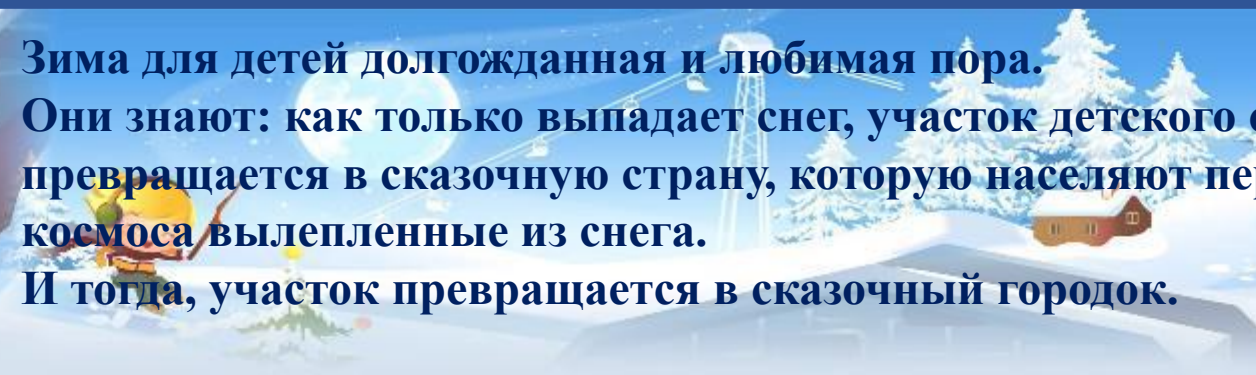 Зима для детей долгожданная и любимая пора.
Они знают: как только выпадает снег, участок детского
превращается в сказочную страну, которую населяют
космоса вылепленные из снега.
И тогда, участок превращается в сказочный городок.